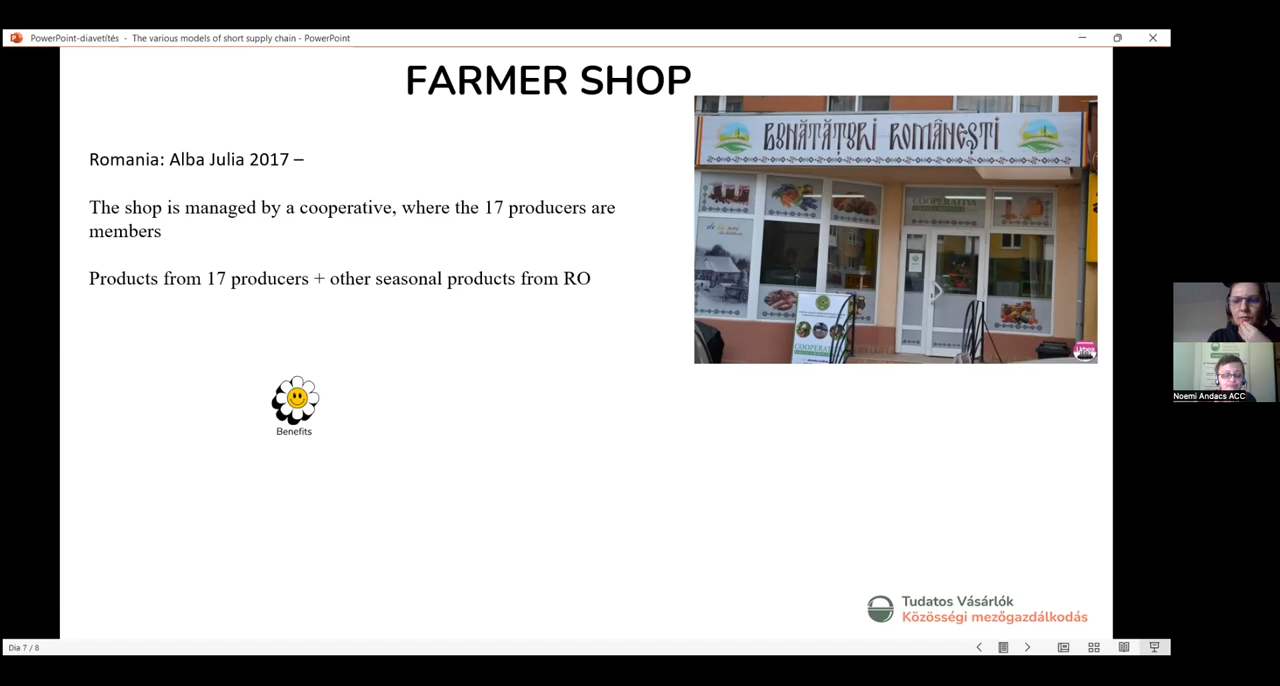 PowerPoint-diavetítés - The various models of short supply chain - PowerPoint
FARMER SHOP
BUNĂTĂȚURI ROMÂNEȘTI
Romania: Alba Julia 2017 –
The shop is managed by a cooperative, where the 17 producers are
members
Products from 17 producers + other seasonal products from RO
COOPERATIVA
COOPERAT
Urbea
Benefits
Noemi Andacs ACC
Tudatos Vásárlók
Közösségi mezőgazdálkodás
Dia 7 / 8